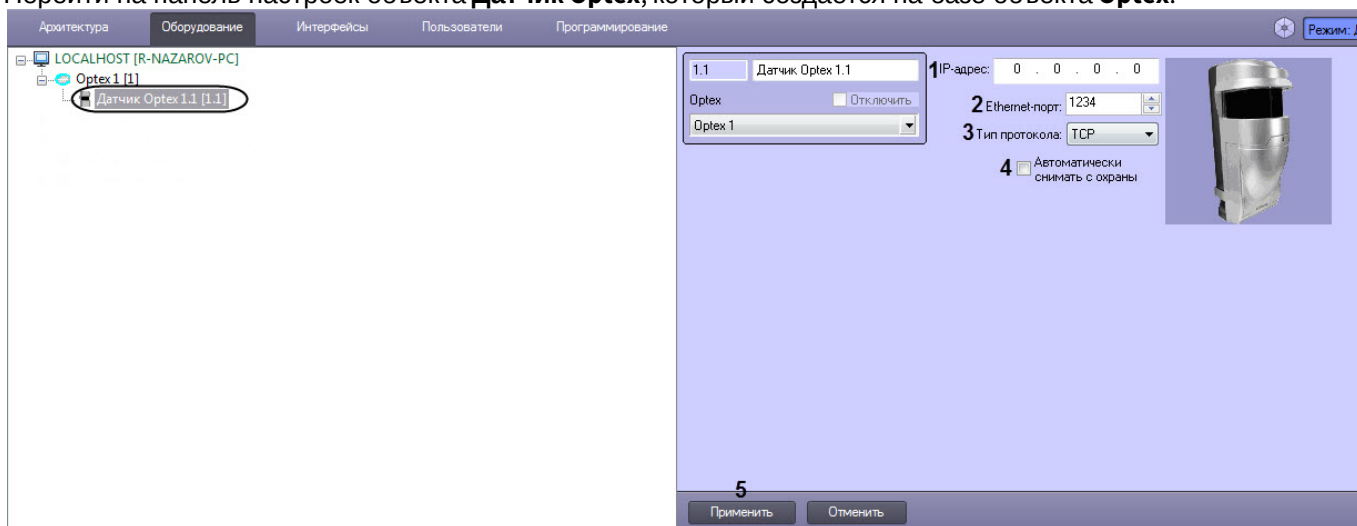 Перейти на панель настроек объекта Датчик Optex, который создается на базе объекта Optex.
Архитектура Оборудование Интерфейсы Пользователи Программирование
Режим:
LOCALHOST [R-NAZAROV-PC]
Optex 1 [1]
Датчик Optex 1.1 [1.1]
1.1 Датчик Optex 1.1
Optex Отключить
Optex 1
1 IP-адрес: 0 . 0 . 0 . 0
2 Ethernet-порт: 1234
3 Тип протокола: TCP
4 Автоматически
снимать с охраны
5
Применить Отменить